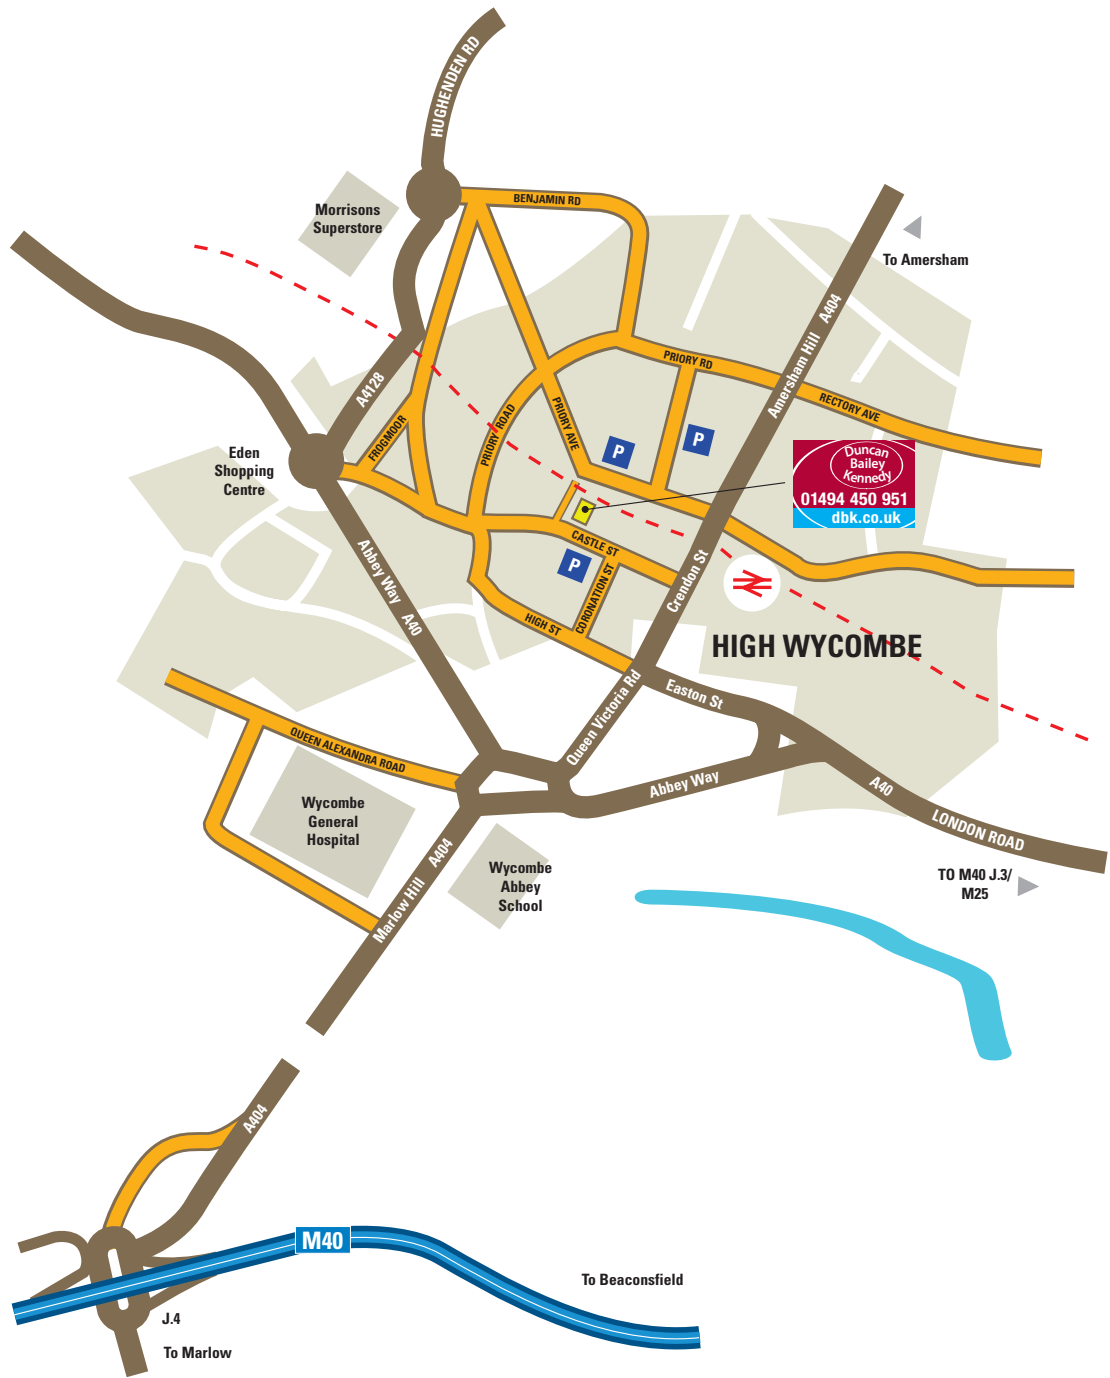 HUGHENDEN RD
BENJAMIN RD
Morrisons
Superstore
To Amersham
A404
Amersham Hill
PRIORY RD
RECTORY AVE
A4128
FROGMOOR
PRIORY ROAD
PRIORY AVE
P
P
Duncan
Bailey
Kennedy
01494 450 951
dbk.co.uk
Eden
Shopping
Centre
CASTLE ST
P
CORONATION ST
Crendon St
Abbey Way A40
HIGH ST
HIGH WYCOMBE
Queen Victoria Rd
Easton St
QUEEN ALEXANDRA ROAD
Abbey Way
A40
LONDON ROAD
Wycombe
General
Hospital
Marlow Hill A404
Wycombe
Abbey
School
TO M40 J.3/
M25
A404
M40
To Beaconsfield
J.4
To Marlow